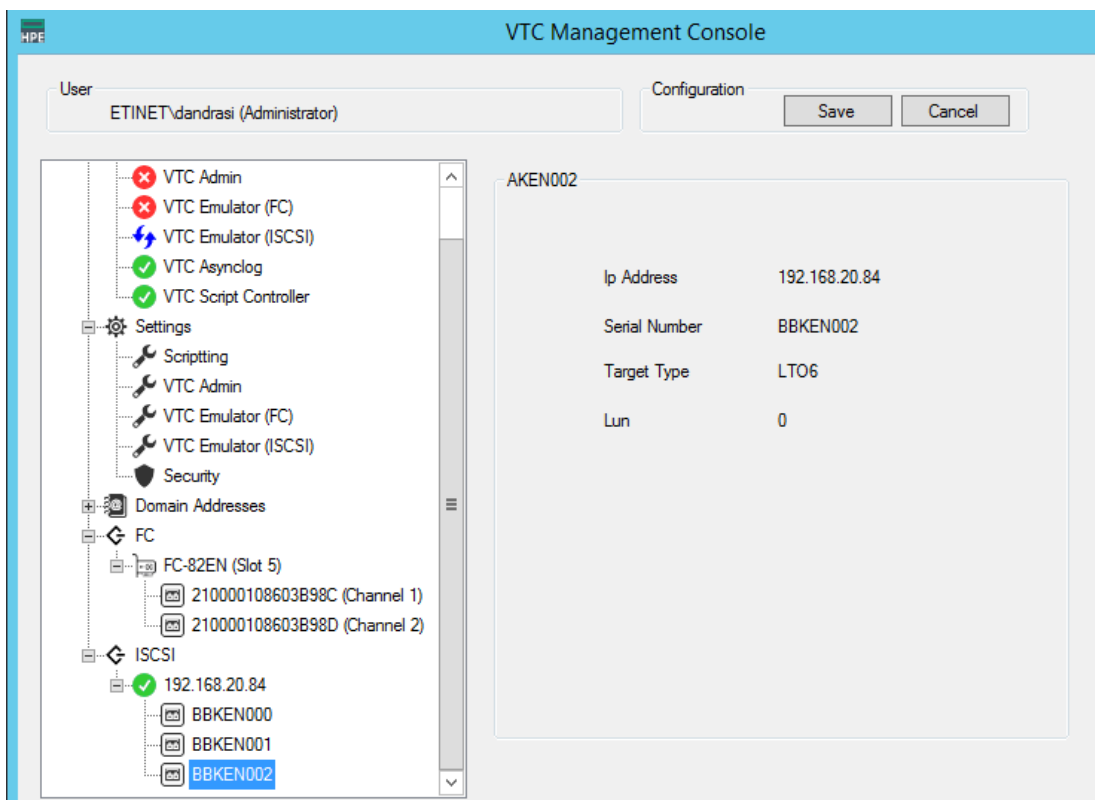 HPE
VTC Management Console
User
ETINET\dandrasi (Administrator)
Configuration
Save
Cancel
VTC Admin
VTC Emulator (FC)
VTC Emulator (ISCSI)
VTC Asynclog
VTC Script Controller
Settings
Scriptting
VTC Admin
VTC Emulator (FC)
VTC Emulator (ISCSI)
Security
Domain Addresses
FC
FC-82EN (Slot 5)
210000108603B98C (Channel 1)
210000108603B98D (Channel 2)
ISCSI
192.168.20.84
BBKEN000
BBKEN001
BBKEN002
AKEN002
Ip Address 192.168.20.84
Serial Number BBKEN002
Target Type LTO6
Lun 0